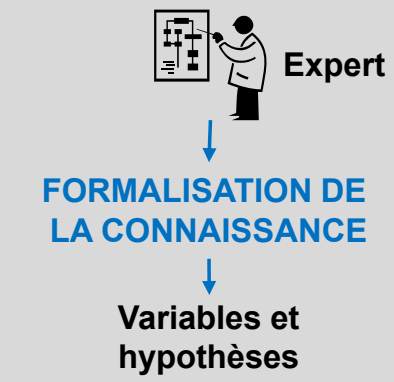 Expert
FORMALISATION DE
LA CONNAISSANCE
Variables et
hypothèses